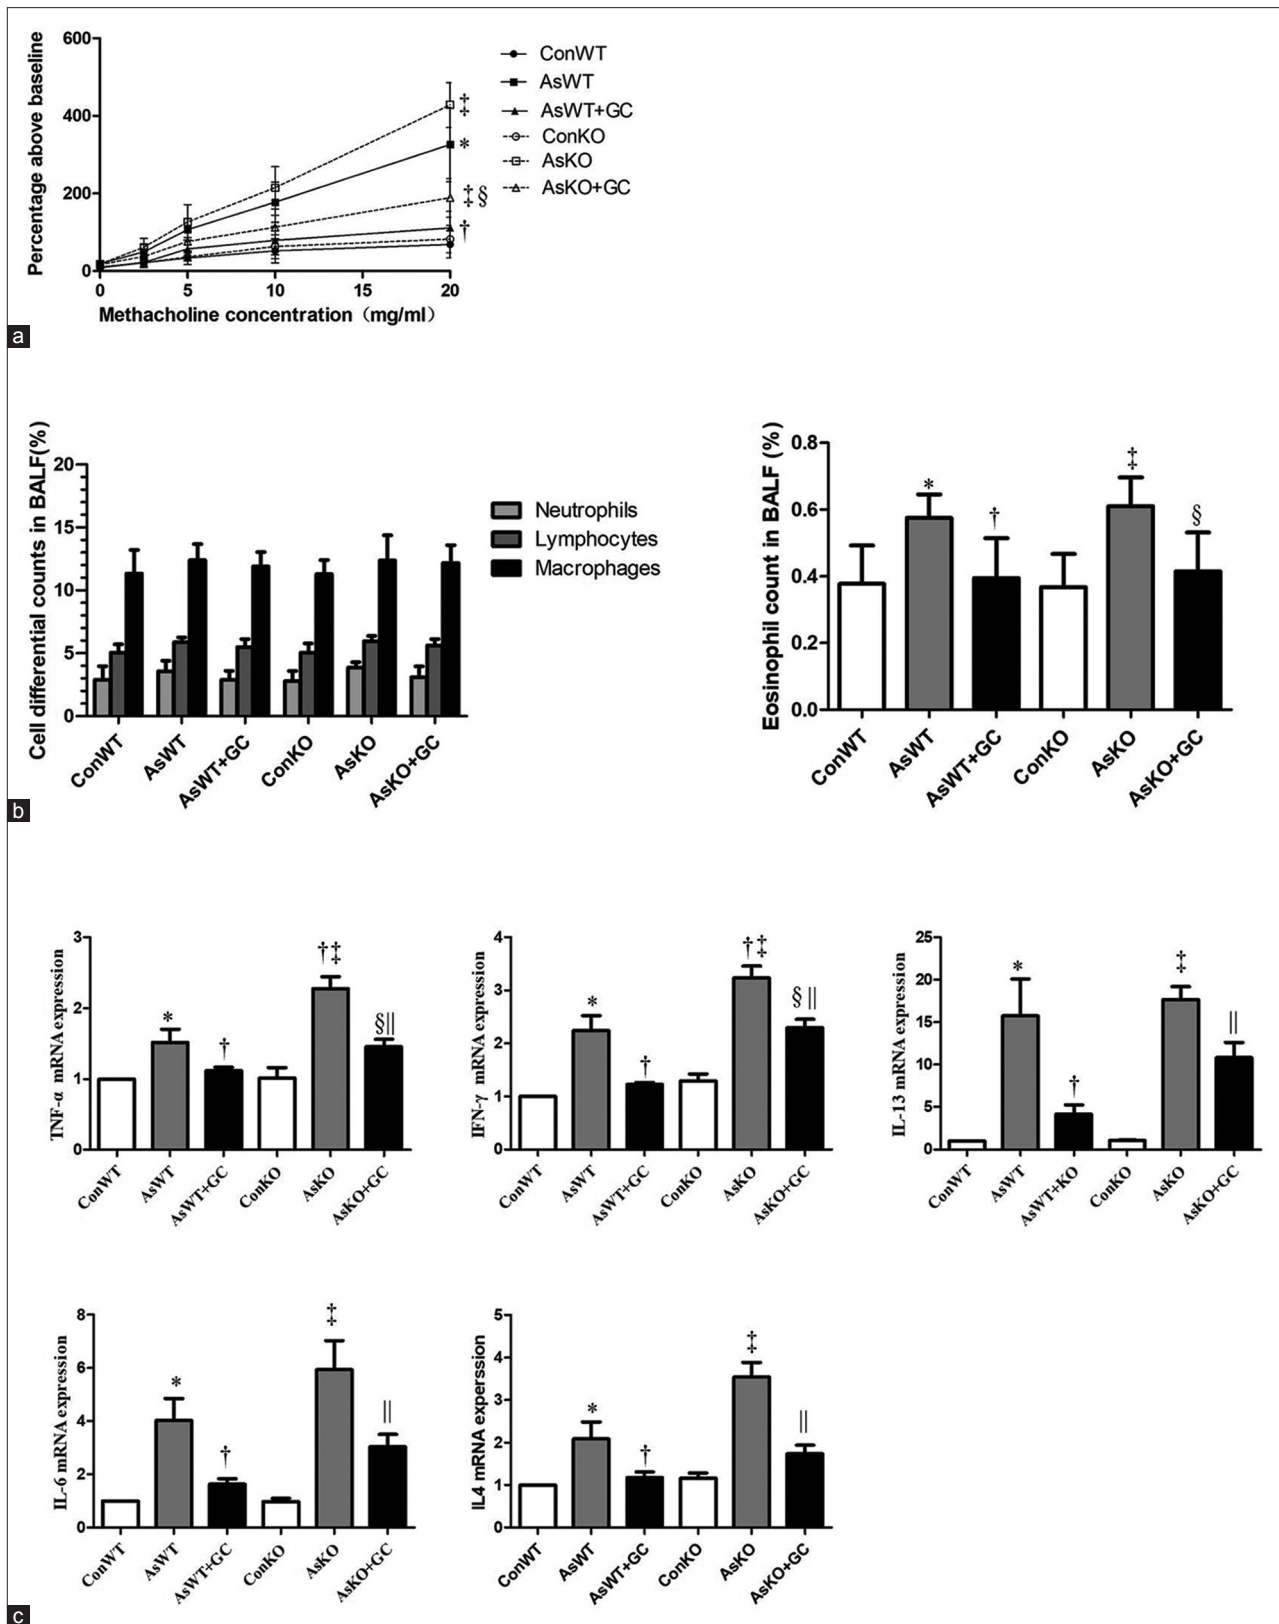 600
400
200
0
Percentage above baseline
0 5 10 15 20
Methacholine concentration (mg/ml)
‡
*
‡ §
†
ConWT
AsWT
AsWT+GC
ConKO
AsKO
AsKO+GC
a
Cell differential counts in BALF(%)
20
15
10
5
0
ConWT AsWT AsWT+GC ConKO AsKO AsKO+GC
Neutrophils
Lymphocytes
Macrophages
Eosinophil count in BALF (%)
0.8
0.6
0.4
0.2
0.0
* † ‡ §
ConWT AsWT AsWT+GC ConKO AsKO AsKO+GC
b
TNF-α mRNA expression
3
2
1
0
* † †‡ §||
ConWT AsWT AsWT+GC ConKO AsKO AsKO+GC
IFN-γ mRNA expression
4
3
2
1
0
* † †‡ §||
ConWT AsWT AsWT+GC ConKO AsKO AsKO+GC
IL-13 mRNA expression
25
20
15
10
5
0
* † ‡ ||
ConWT AsWT AsWT+KO ConKO AsKO AsKO+GC
IL-6 mRNA expression
8
6
4
2
0
* † ‡ ||
ConWT AsWT AsWT+GC ConKO AsKO AsKO+GC
IL4 mRNA experssion
5
4
3
2
1
0
* † ‡ ||
ConWT AsWT AsWT+GC ConKO AsKO AsKO+GC
c